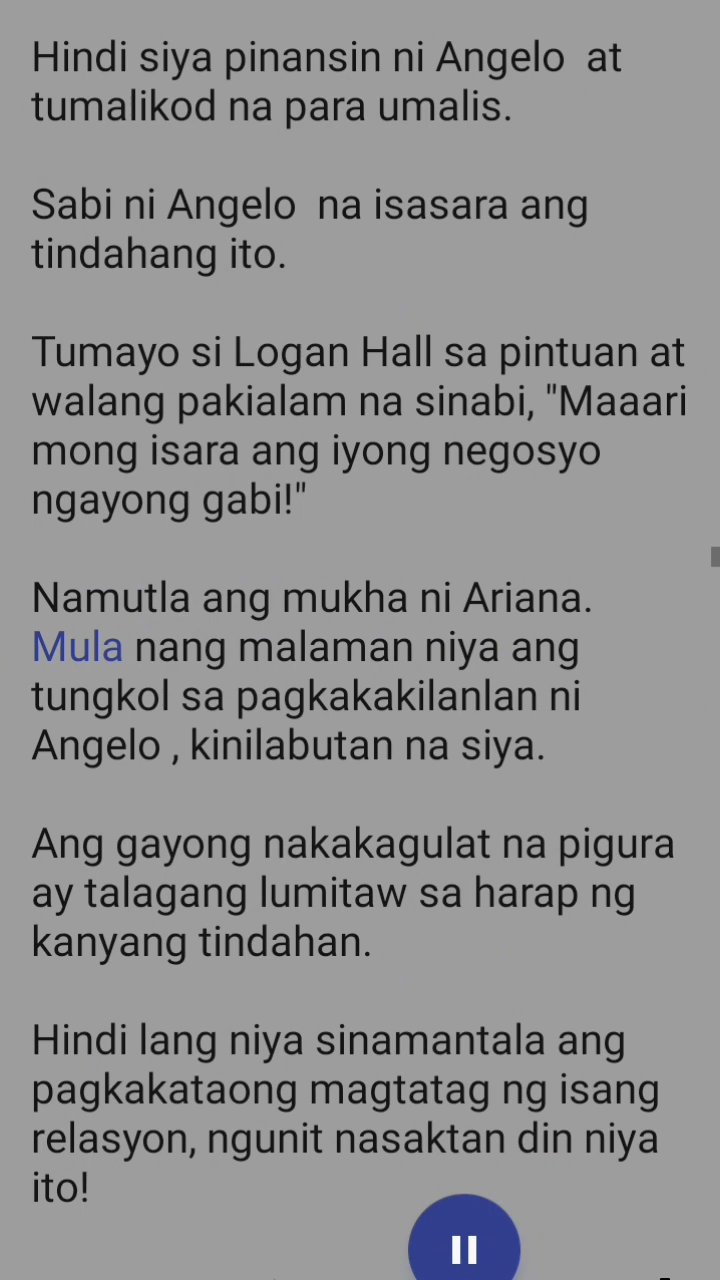 Hindi siya pinansin ni Angelo  at
tumalikod na para umalis.
Sabi ni Angelo  na isasara ang
tindahang ito.
Tumayo si Logan Hall sa pintuan at
walang pakialam na sinabi, "Maaari
mong isara ang iyong negosyo
ngayong gabi!"
Namutla ang mukha ni Ariana.
Mula nang malaman niya ang
tungkol sa pagkakakilanlan ni
Angelo , kinilabutan na siya.
Ang gayong nakakagulat na pigura
ay talagang lumitaw sa harap ng
kanyang tindahan.
Hindi lang niya sinamantala ang
pagkakataong magtatag ng isang
relasyon, ngunit nasaktan din niya
ito!